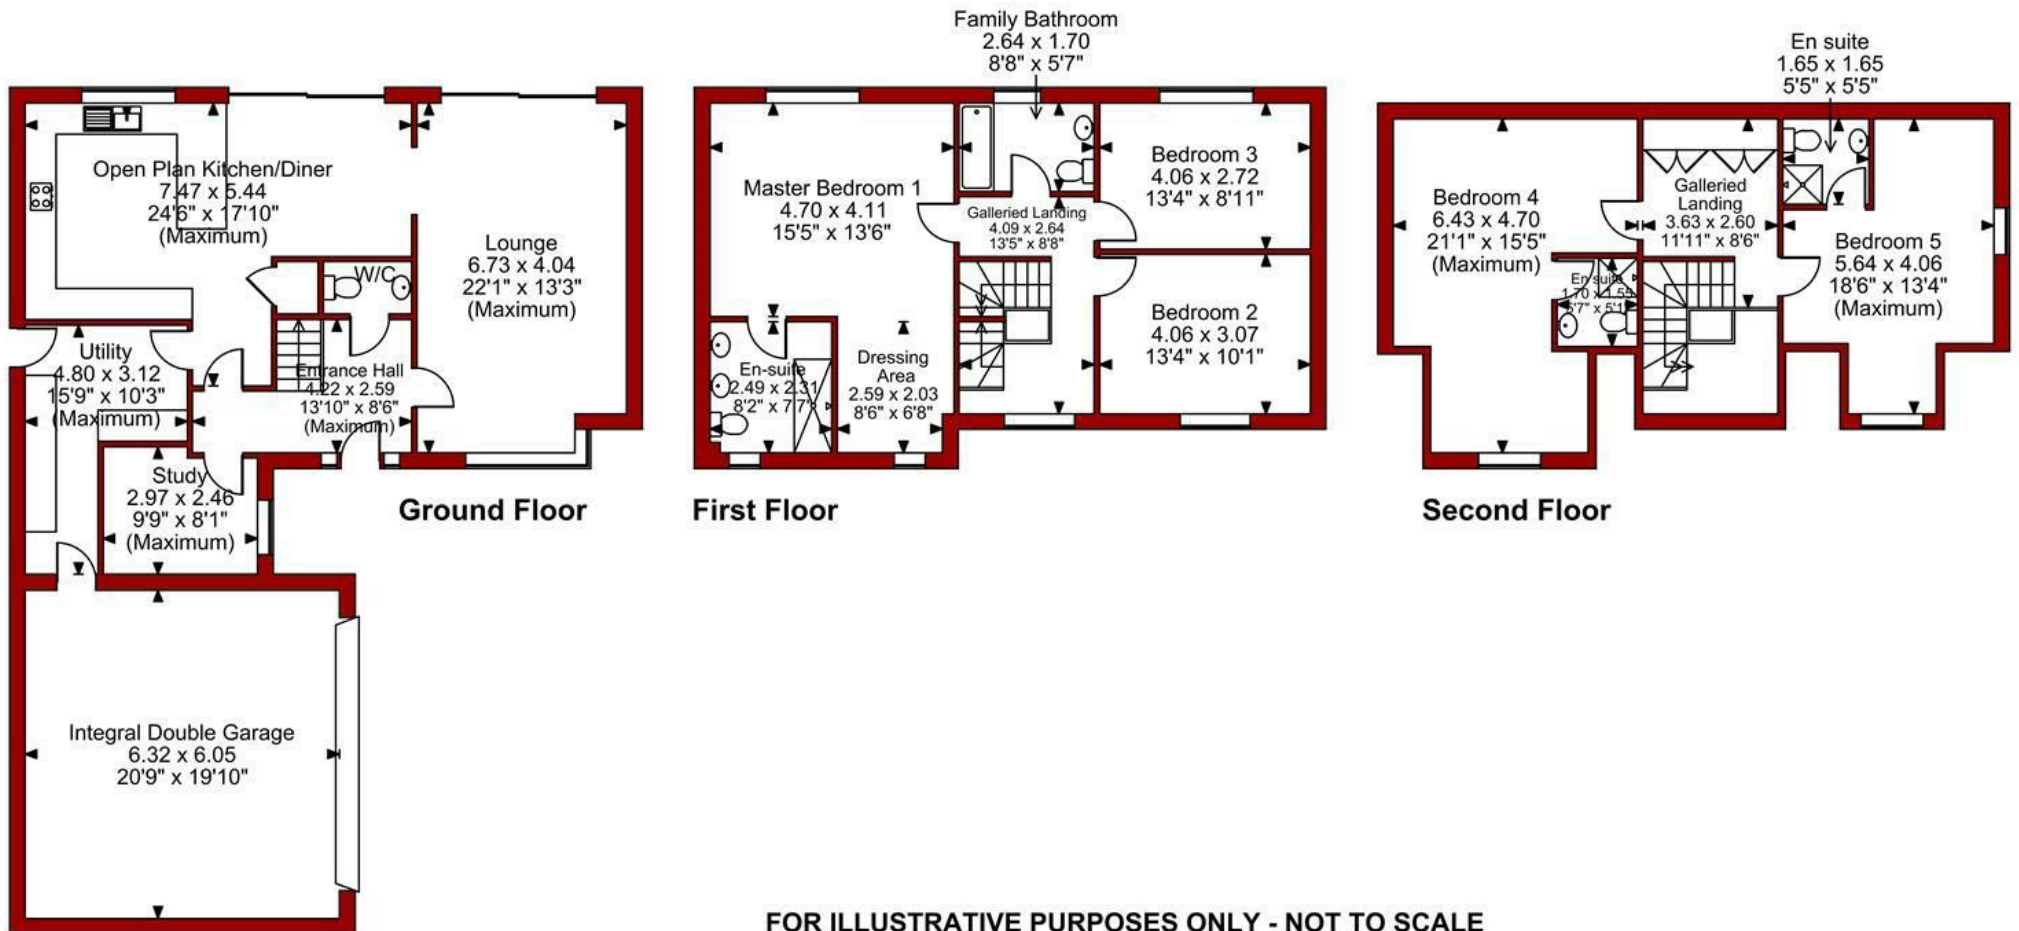 Open Plan Kitchen/Diner
7.47 x 5.44
24'6" x 17'10"
(Maximum)
Lounge
6.73 x 4.04
22'1" x 13'3"
(Maximum)
W/C
Utility
4.80 x 3.12
15'9" x 10'3"
(Maximum)
Entrance Hall
4.22 x 2.59
13'10" x 8'6"
(Maximum)
Study
2.97 x 2.46
9'9" x 8'1"
(Maximum)
Integral Double Garage
6.32 x 6.05
20'9" x 19'10"
Ground Floor
Family Bathroom
2.64 x 1.70
8'8" x 5'7"
Master Bedroom 1
4.70 x 4.11
15'5" x 13'6"
Bedroom 3
4.06 x 2.72
13'4" x 8'11"
Galleried Landing
4.09 x 2.64
13'5" x 8'8"
Bedroom 2
4.06 x 3.07
13'4" x 10'1"
En-suite
2.49 x 2.31
8'2" x 7'7"
Dressing
Area
2.59 x 2.03
8'6" x 6'8"
First Floor
En suite
1.65 x 1.65
5'5" x 5'5"
Bedroom 4
6.43 x 4.70
21'1" x 15'5"
(Maximum)
Galleried
Landing
3.63 x 2.60
11'11" x 8'6"
Bedroom 5
5.64 x 4.06
18'6" x 13'4"
(Maximum)
En suite
1.70 x 1.55
5'7" x 5'1"
Second Floor
FOR ILLUSTRATIVE PURPOSES ONLY - NOT TO SCALE